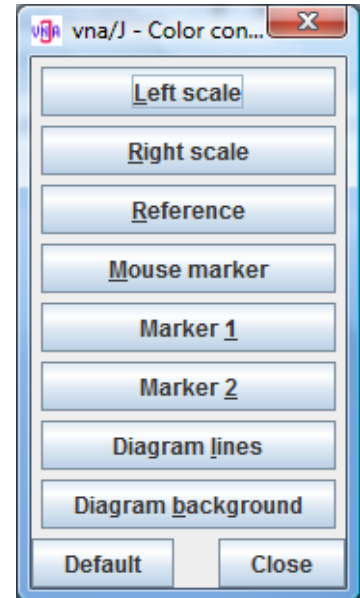 VNA vna/J - Color con...
Left scale
Right scale
Reference
Mouse marker
Marker 1
Marker 2
Diagram lines
Diagram background
Default Close